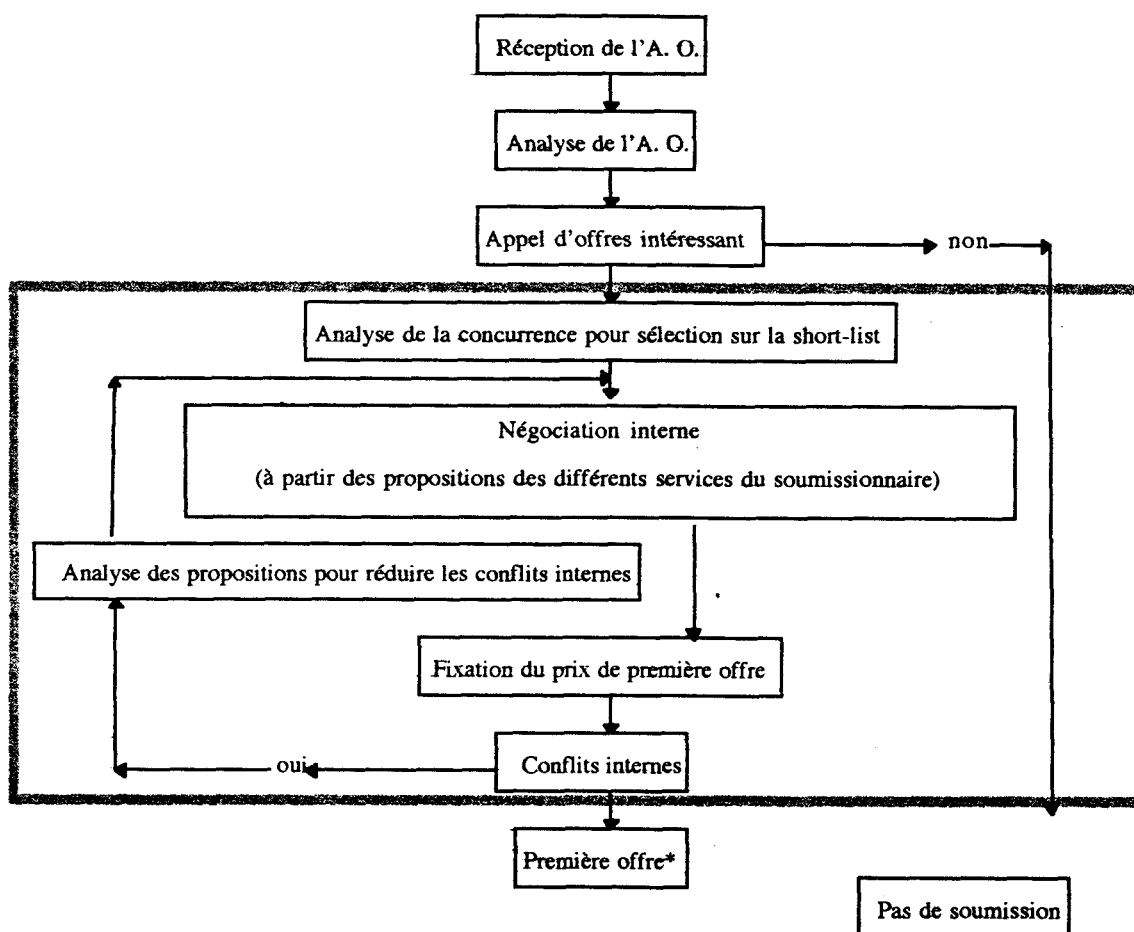 Réception de l'A. O.
Analyse de l'A. O.
Appel d'offres intéressant
non
Analyse de la concurrence pour sélection sur la short-list
Négociation interne
(à partir des propositions des différents services du soumissionnaire)
Analyse des propositions pour réduire les conflits internes
Fixation du prix de première offre
oui
Conflits internes
Première offre*
Pas de soumission